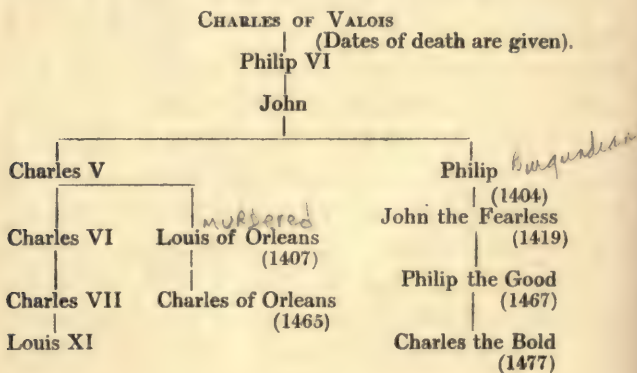 CHARLES OF VALOIS
(Dates of death are given).
Philip VI
John
Charles V
Philip Burgundian
(1404)
murdered
Charles VI Louis of Orleans John the Fearless
(1407) (1419)
Philip the Good
(1467)
Charles VII Charles of Orleans
(1465)
Louis XI Charles the Bold
(1477)